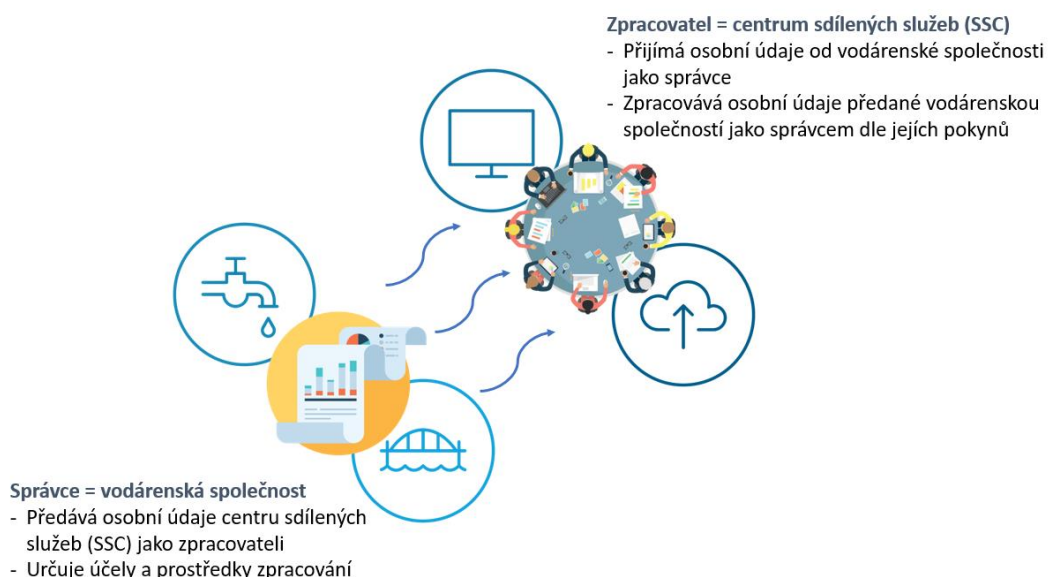 Zpracovatel = centrum sdílených služeb (SSC)
- Přijímá osobní údaje od vodárenské společnosti
jako správce
- Zpracovává osobní údaje předané vodárenskou
společností jako správcem dle jejích pokynů
Správce = vodárenská společnost
- Předává osobní údaje centru sdílených
služeb (SSC) jako zpracovateli
- Určuje účely a prostředky zpracování